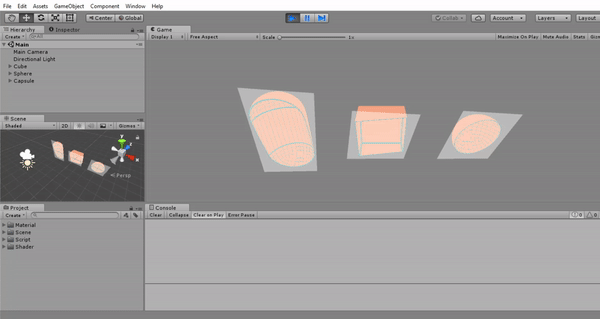 File Edit Assets GameObject Component Window Help
Center Global Collab Account Layers Layout
Hierarchy Inspector
Create All
Main
Main Camera
Directional Light
Cube
Sphere
Capsule
Scene
Shaded 2D Gizmos
y
Persp
Project
Create
Material
Scene
Script
Shader
Game
Display 1 Free Aspect Scale 1x Maximize On Play Mute Audio Stats
Console
Clear Collapse Clear on Play Error Pause 0 0